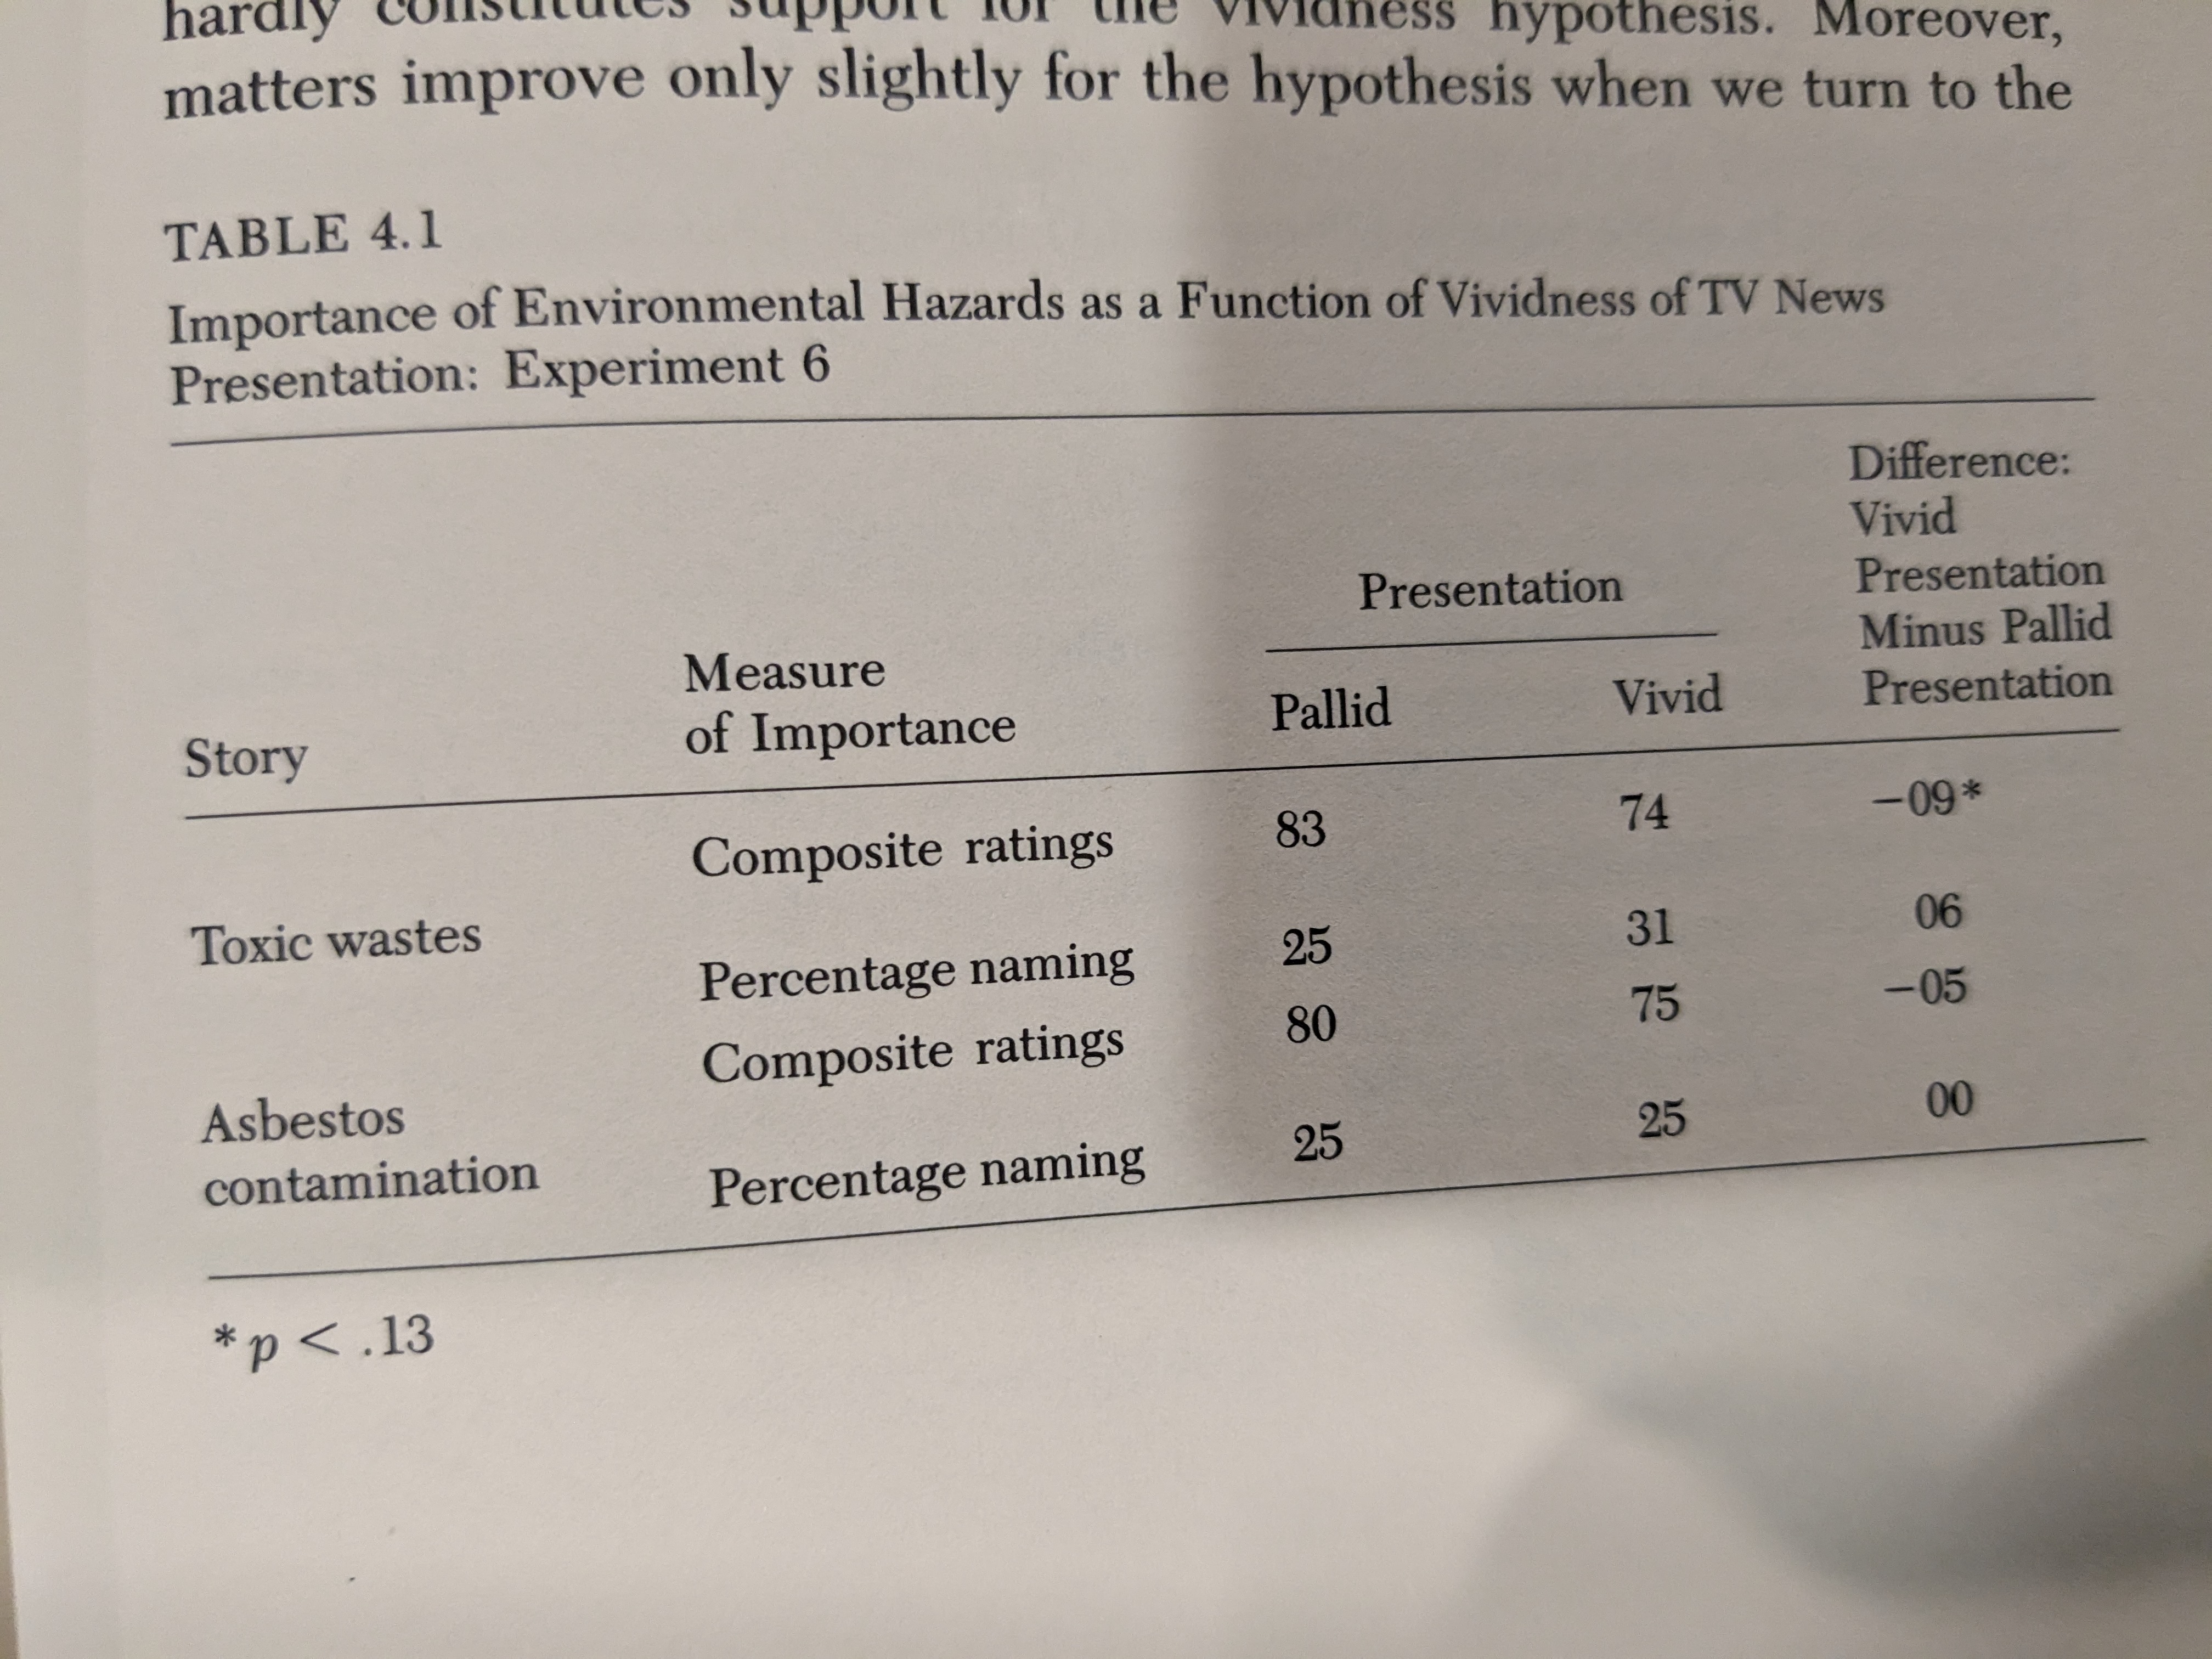 hardly constitutes support for the vividness hypothesis. Moreover,
matters improve only slightly for the hypothesis when we turn to the
TABLE 4.1
Importance of Environmental Hazards as a Function of Vividness of TV News
Presentation: Experiment 6
Difference:
Vivid
Presentation
Minus Pallid
Presentation
Presentation
Measure
of Importance
Story
Pallid Vivid
Composite ratings 83 74 −09*
Toxic wastes
Percentage naming 25 31 06
Composite ratings 80 75 −05
Asbestos
contamination
Percentage naming 25 25 00
* p < .13